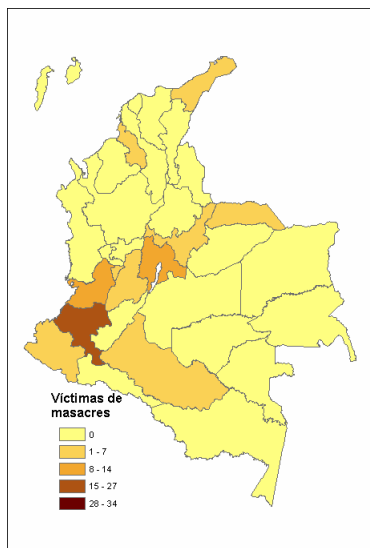 Víctimas de
masacres
0
1 - 7
8 - 14
15 - 27
28 - 34